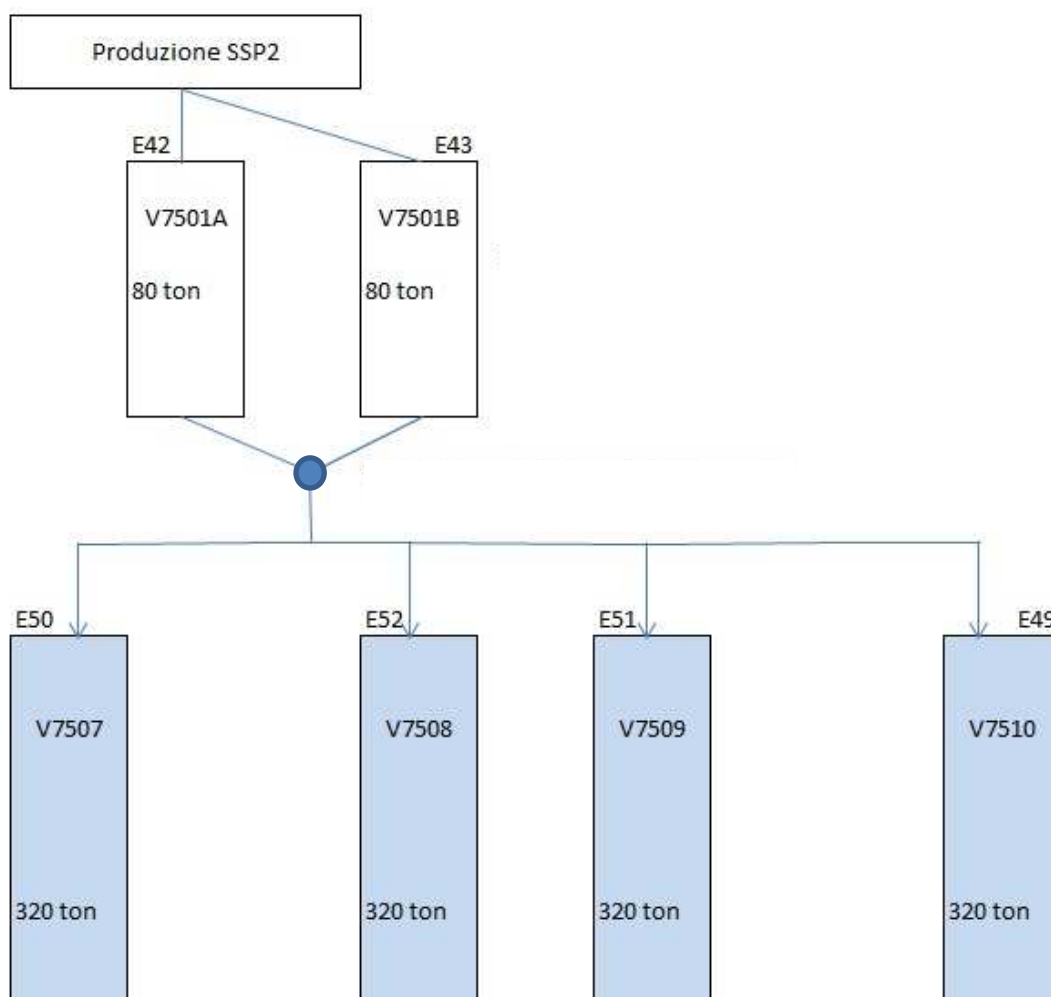 Produzione SSP2
E42 E43
V7501A V7501B
80 ton 80 ton
E50 E52 E51 E49
V7507 V7508 V7509 V7510
320 ton 320 ton 320 ton 320 ton